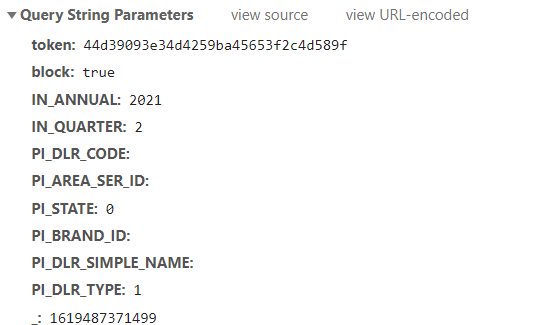 ▼ Query String Parameters view source view URL-encoded
token: 44d39093e34d4259ba45653f2c4d589f
block: true
IN_ANNUAL: 2021
IN_QUARTER: 2
PI_DLR_CODE:
PI_AREA_SER_ID:
PI_STATE: 0
PI_BRAND_ID:
PI_DLR_SIMPLE_NAME:
PI_DLR_TYPE: 1
_: 1619487371499